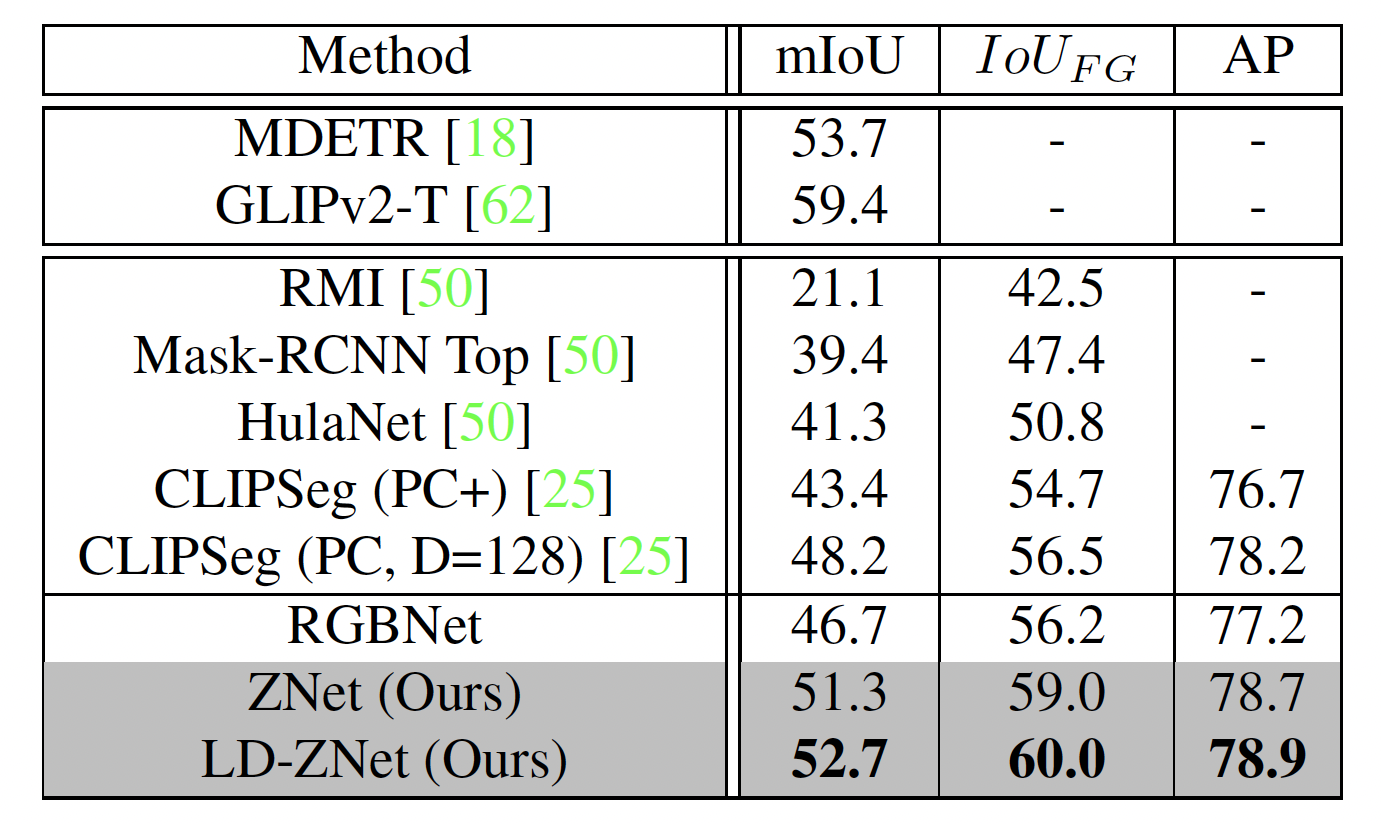 Method mIoU IoU_FG AP
MDETR [18] 53.7 - -
GLIPv2-T [62] 59.4 - -
RMI [50] 21.1 42.5 -
Mask-RCNN Top [50] 39.4 47.4 -
HulaNet [50] 41.3 50.8 -
CLIPSeg (PC+) [25] 43.4 54.7 76.7
CLIPSeg (PC, D=128) [25] 48.2 56.5 78.2
RGBNet 46.7 56.2 77.2
ZNet (Ours) 51.3 59.0 78.7
LD-ZNet (Ours) 52.7 60.0 78.9